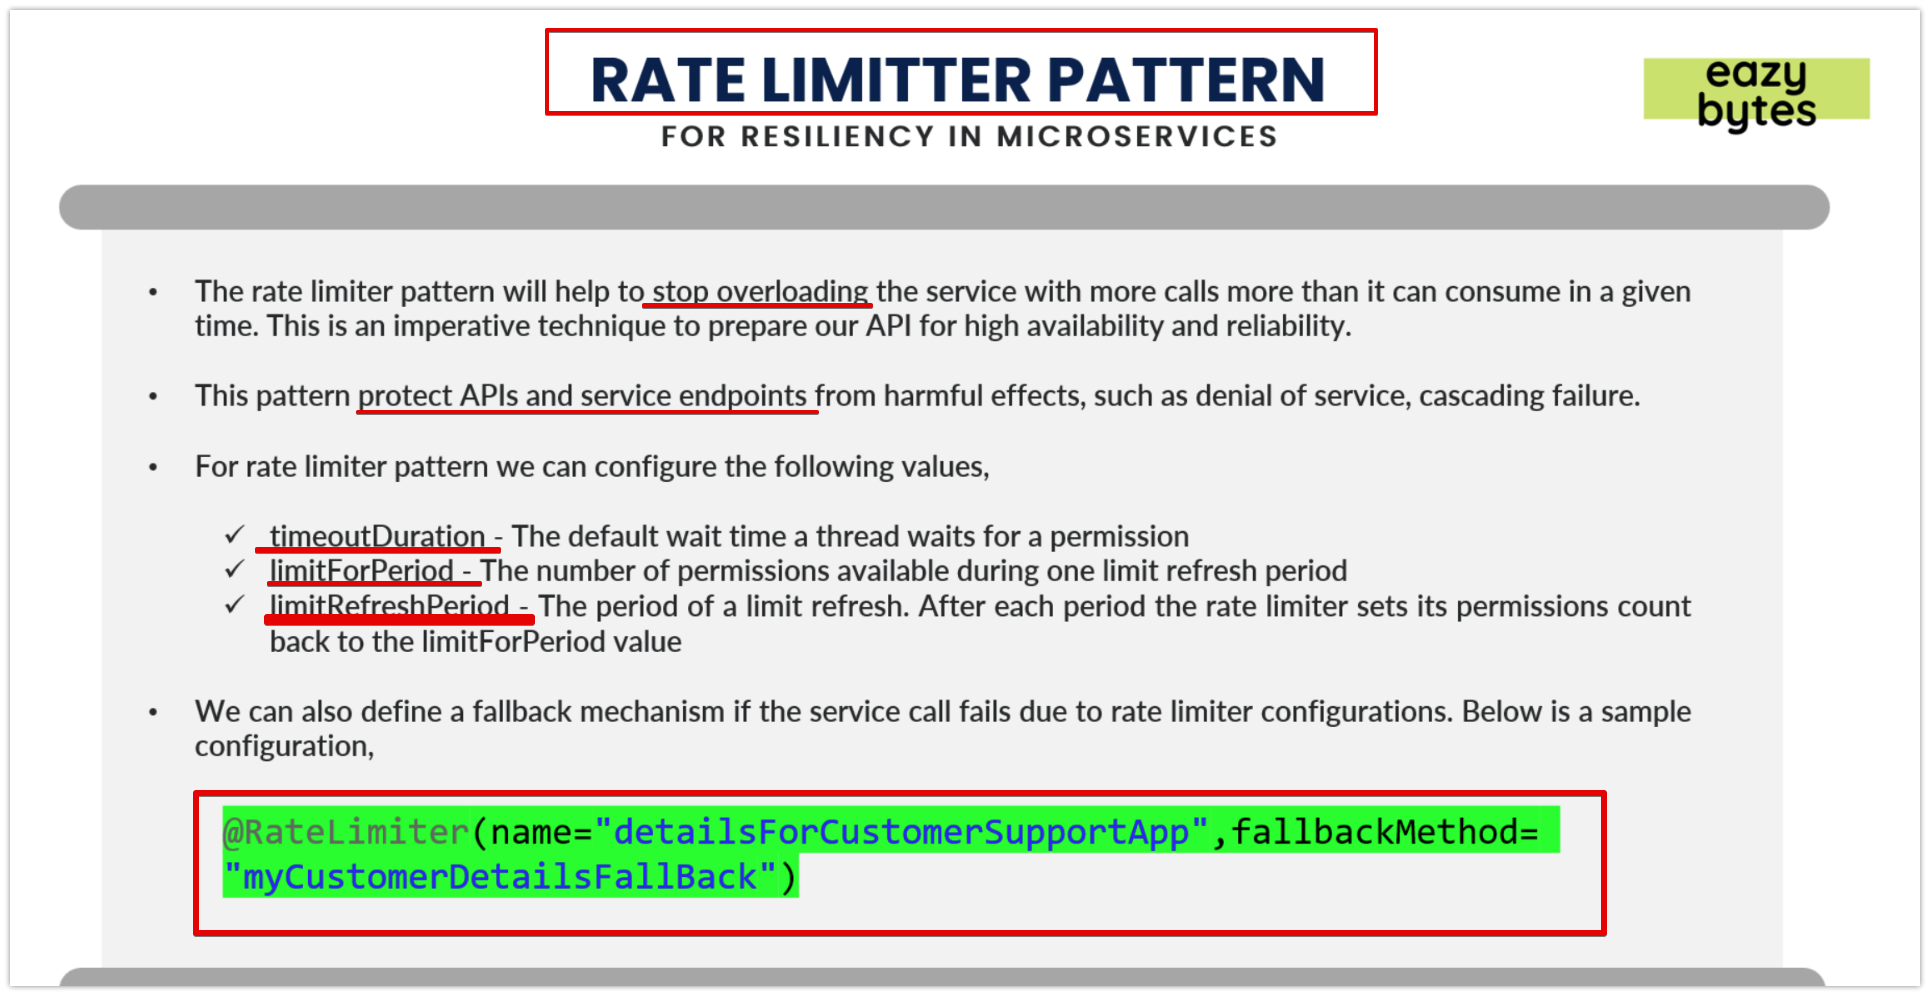 RATE LIMITTER PATTERN
FOR RESILIENCY IN MICROSERVICES
eazy
bytes
• The rate limiter pattern will help to stop overloading the service with more calls more than it can consume in a given
time. This is an imperative technique to prepare our API for high availability and reliability.
• This pattern protect APIs and service endpoints from harmful effects, such as denial of service, cascading failure.
• For rate limiter pattern we can configure the following values,
✓ timeoutDuration - The default wait time a thread waits for a permission
✓ limitForPeriod - The number of permissions available during one limit refresh period
✓ limitRefreshPeriod - The period of a limit refresh. After each period the rate limiter sets its permissions count
back to the limitForPeriod value
• We can also define a fallback mechanism if the service call fails due to rate limiter configurations. Below is a sample
configuration,
@RateLimiter(name="detailsForCustomerSupportApp",fallbackMethod=
"myCustomerDetailsFallBack")